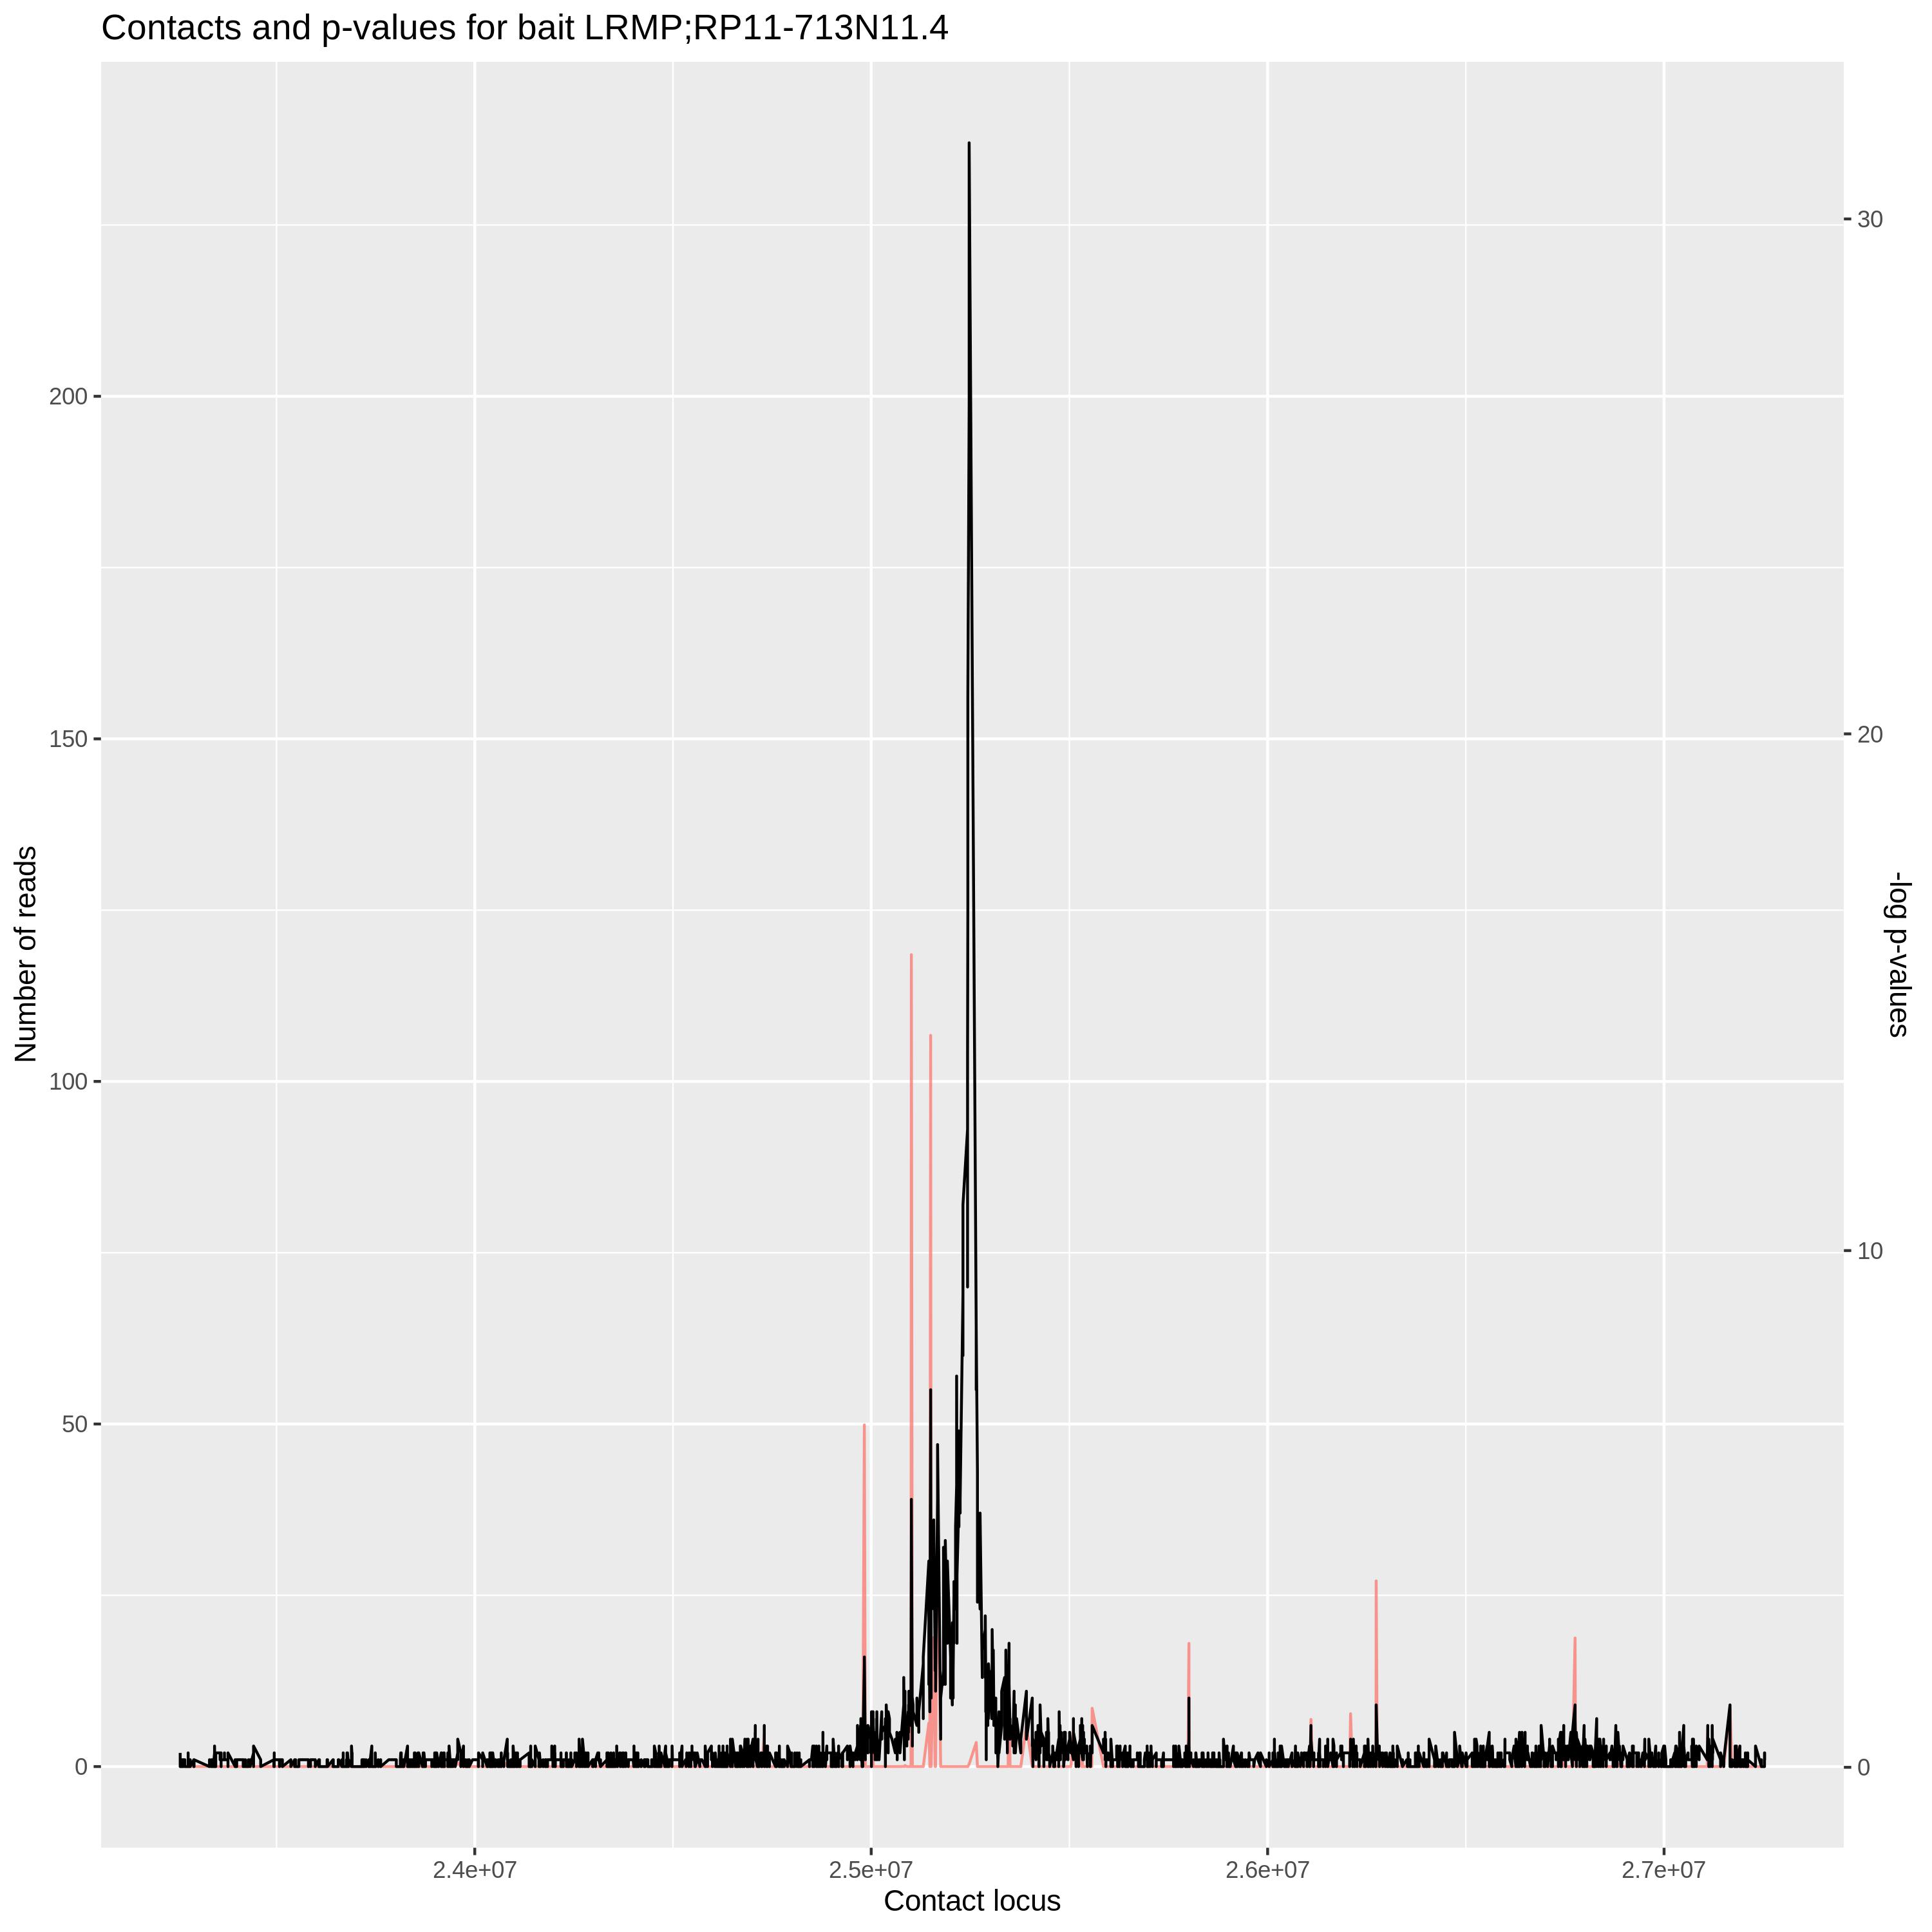 Contacts and p-values for bait LRMP;RP11-713N11.4
200
150
100
50
0
Number of reads
30
20
10
0
-log p-values
2.4e+07
2.5e+07
2.6e+07
2.7e+07
Contact locus